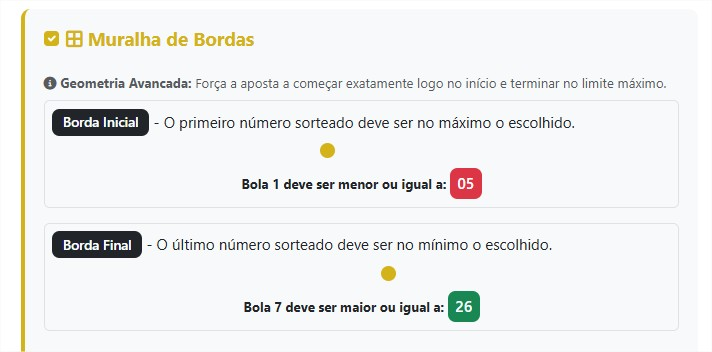 Muralha de Bordas
Geometria Avançada: Força a aposta a começar exatamente logo no início e terminar no limite máximo.
Borda Inicial - O primeiro número sorteado deve ser no máximo o escolhido.
Bola 1 deve ser menor ou igual a: 05
Borda Final - O último número sorteado deve ser no mínimo o escolhido.
Bola 7 deve ser maior ou igual a: 26